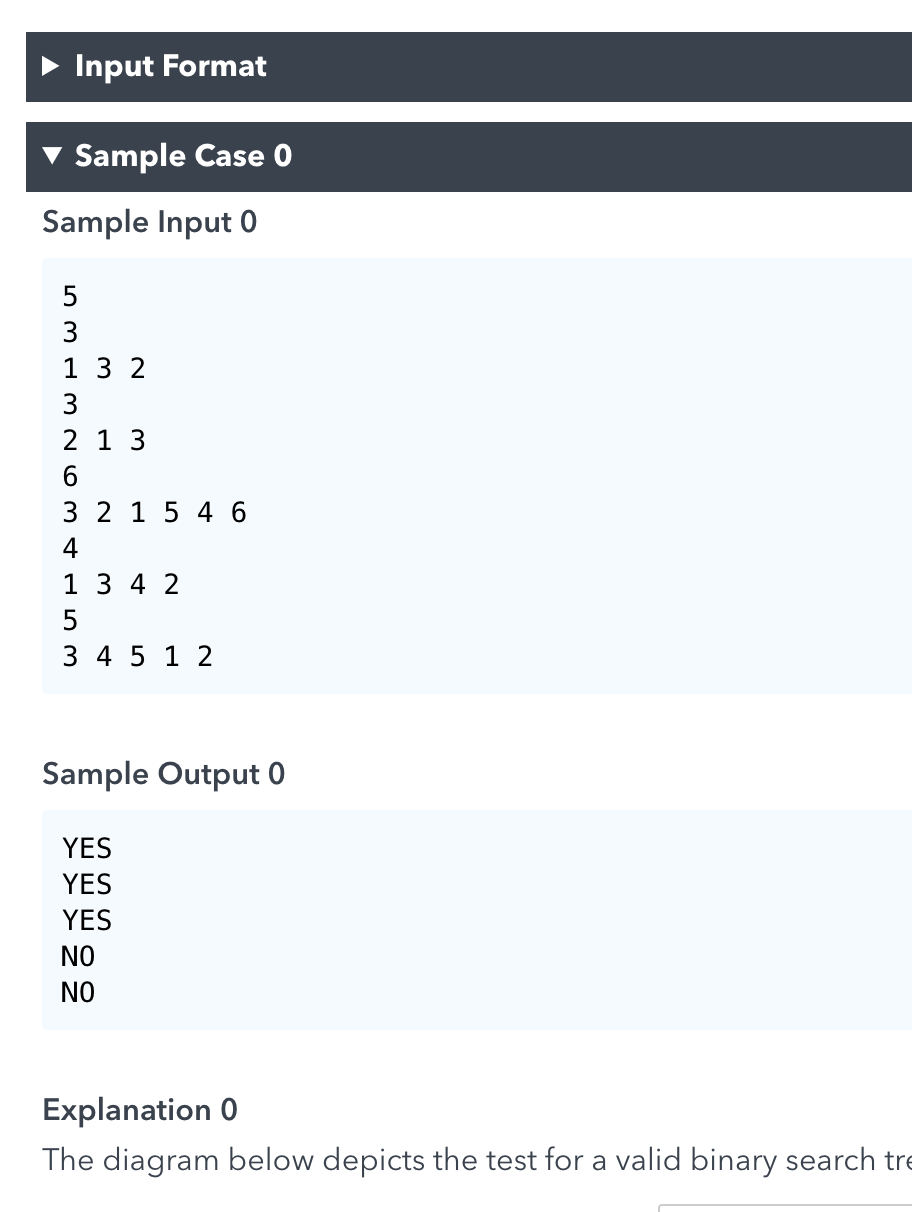 Input Format
Sample Case 0
Sample Input 0
5
3
1 3 2
3
2 1 3
6
3 2 1 5 4 6
4
1 3 4 2
5
3 4 5 1 2
Sample Output 0
YES
YES
YES
NO
NO
Explanation 0
The diagram below depicts the test for a valid binary search tre